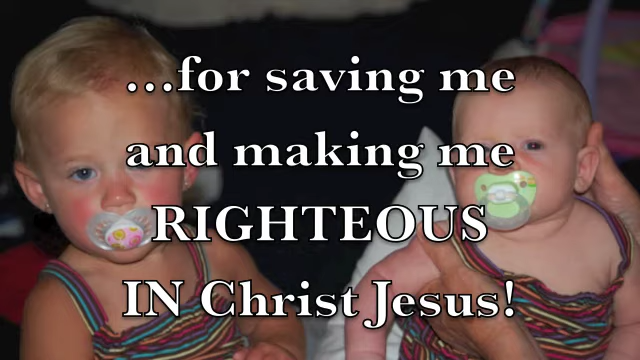 ...for saving me
and making me
RIGHTEOUS
IN Christ Jesus!